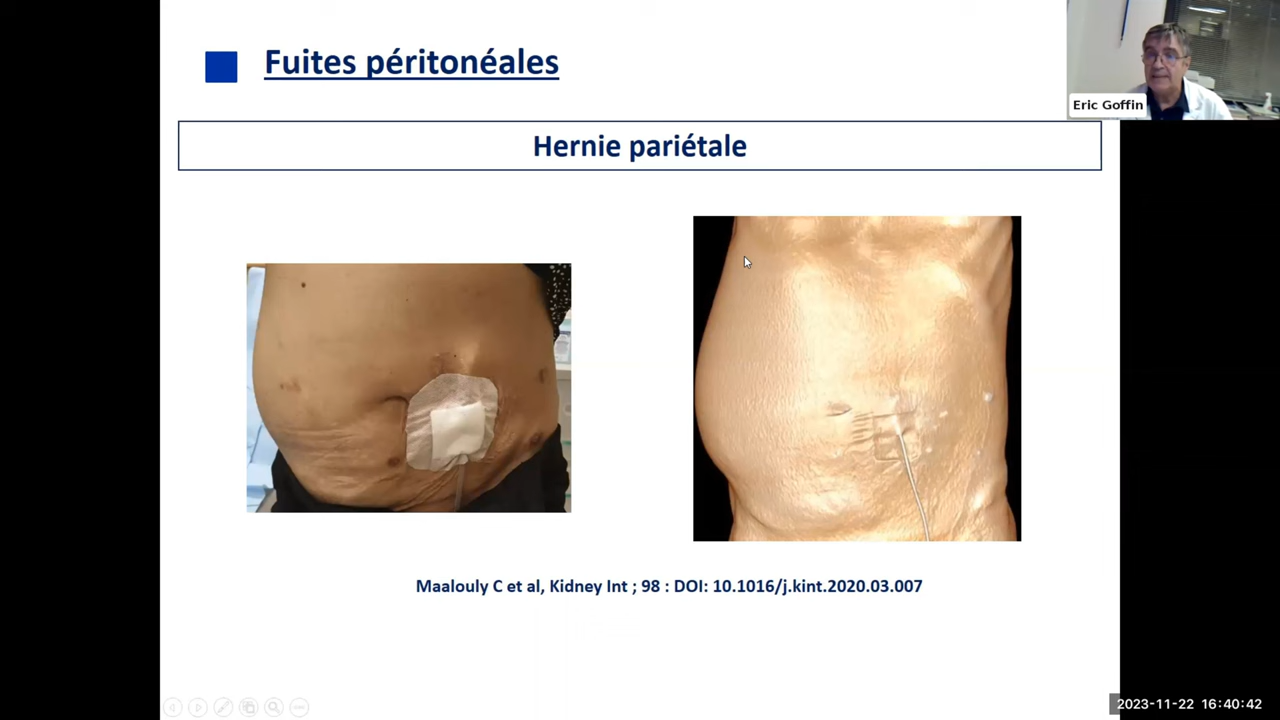 Fuites péritonéales
Eric Goffin
Hernie pariétale
Maalouly C et al, Kidney Int ; 98 : DOI: 10.1016/j.kint.2020.03.007
2023-11-22 16:40:42